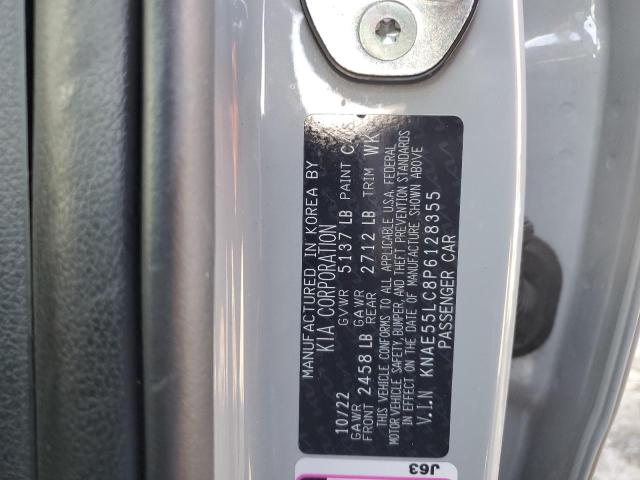 MANUFACTURED IN KOREA BY
KIA CORPORATION
10/22 GVWR 5137 LB PAINT C
GAWR FRONT 2458 LB GAWR REAR 2712 LB TRIM WK
THIS VEHICLE CONFORMS TO ALL APPLICABLE U.S.A. FEDERAL
MOTOR VEHICLE SAFETY, BUMPER, AND THEFT PREVENTION STANDARDS
IN EFFECT ON THE DATE OF MANUFACTURE SHOWN ABOVE
V.I.N KNAE55LC8P6128355
PASSENGER CAR
J63